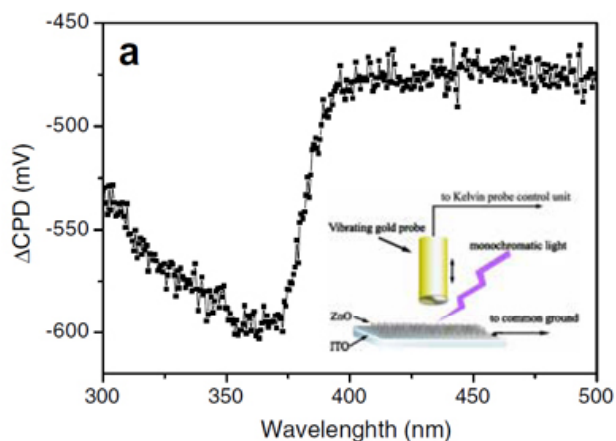 a
-450
-500
-550
-600
ΔCPD (mV)
to Kelvin probe control
unit
Vibrating gold probe
monochromatic light
ZnO
to common ground
ITO
300
350
400
450
500
Wavelenghth (nm)